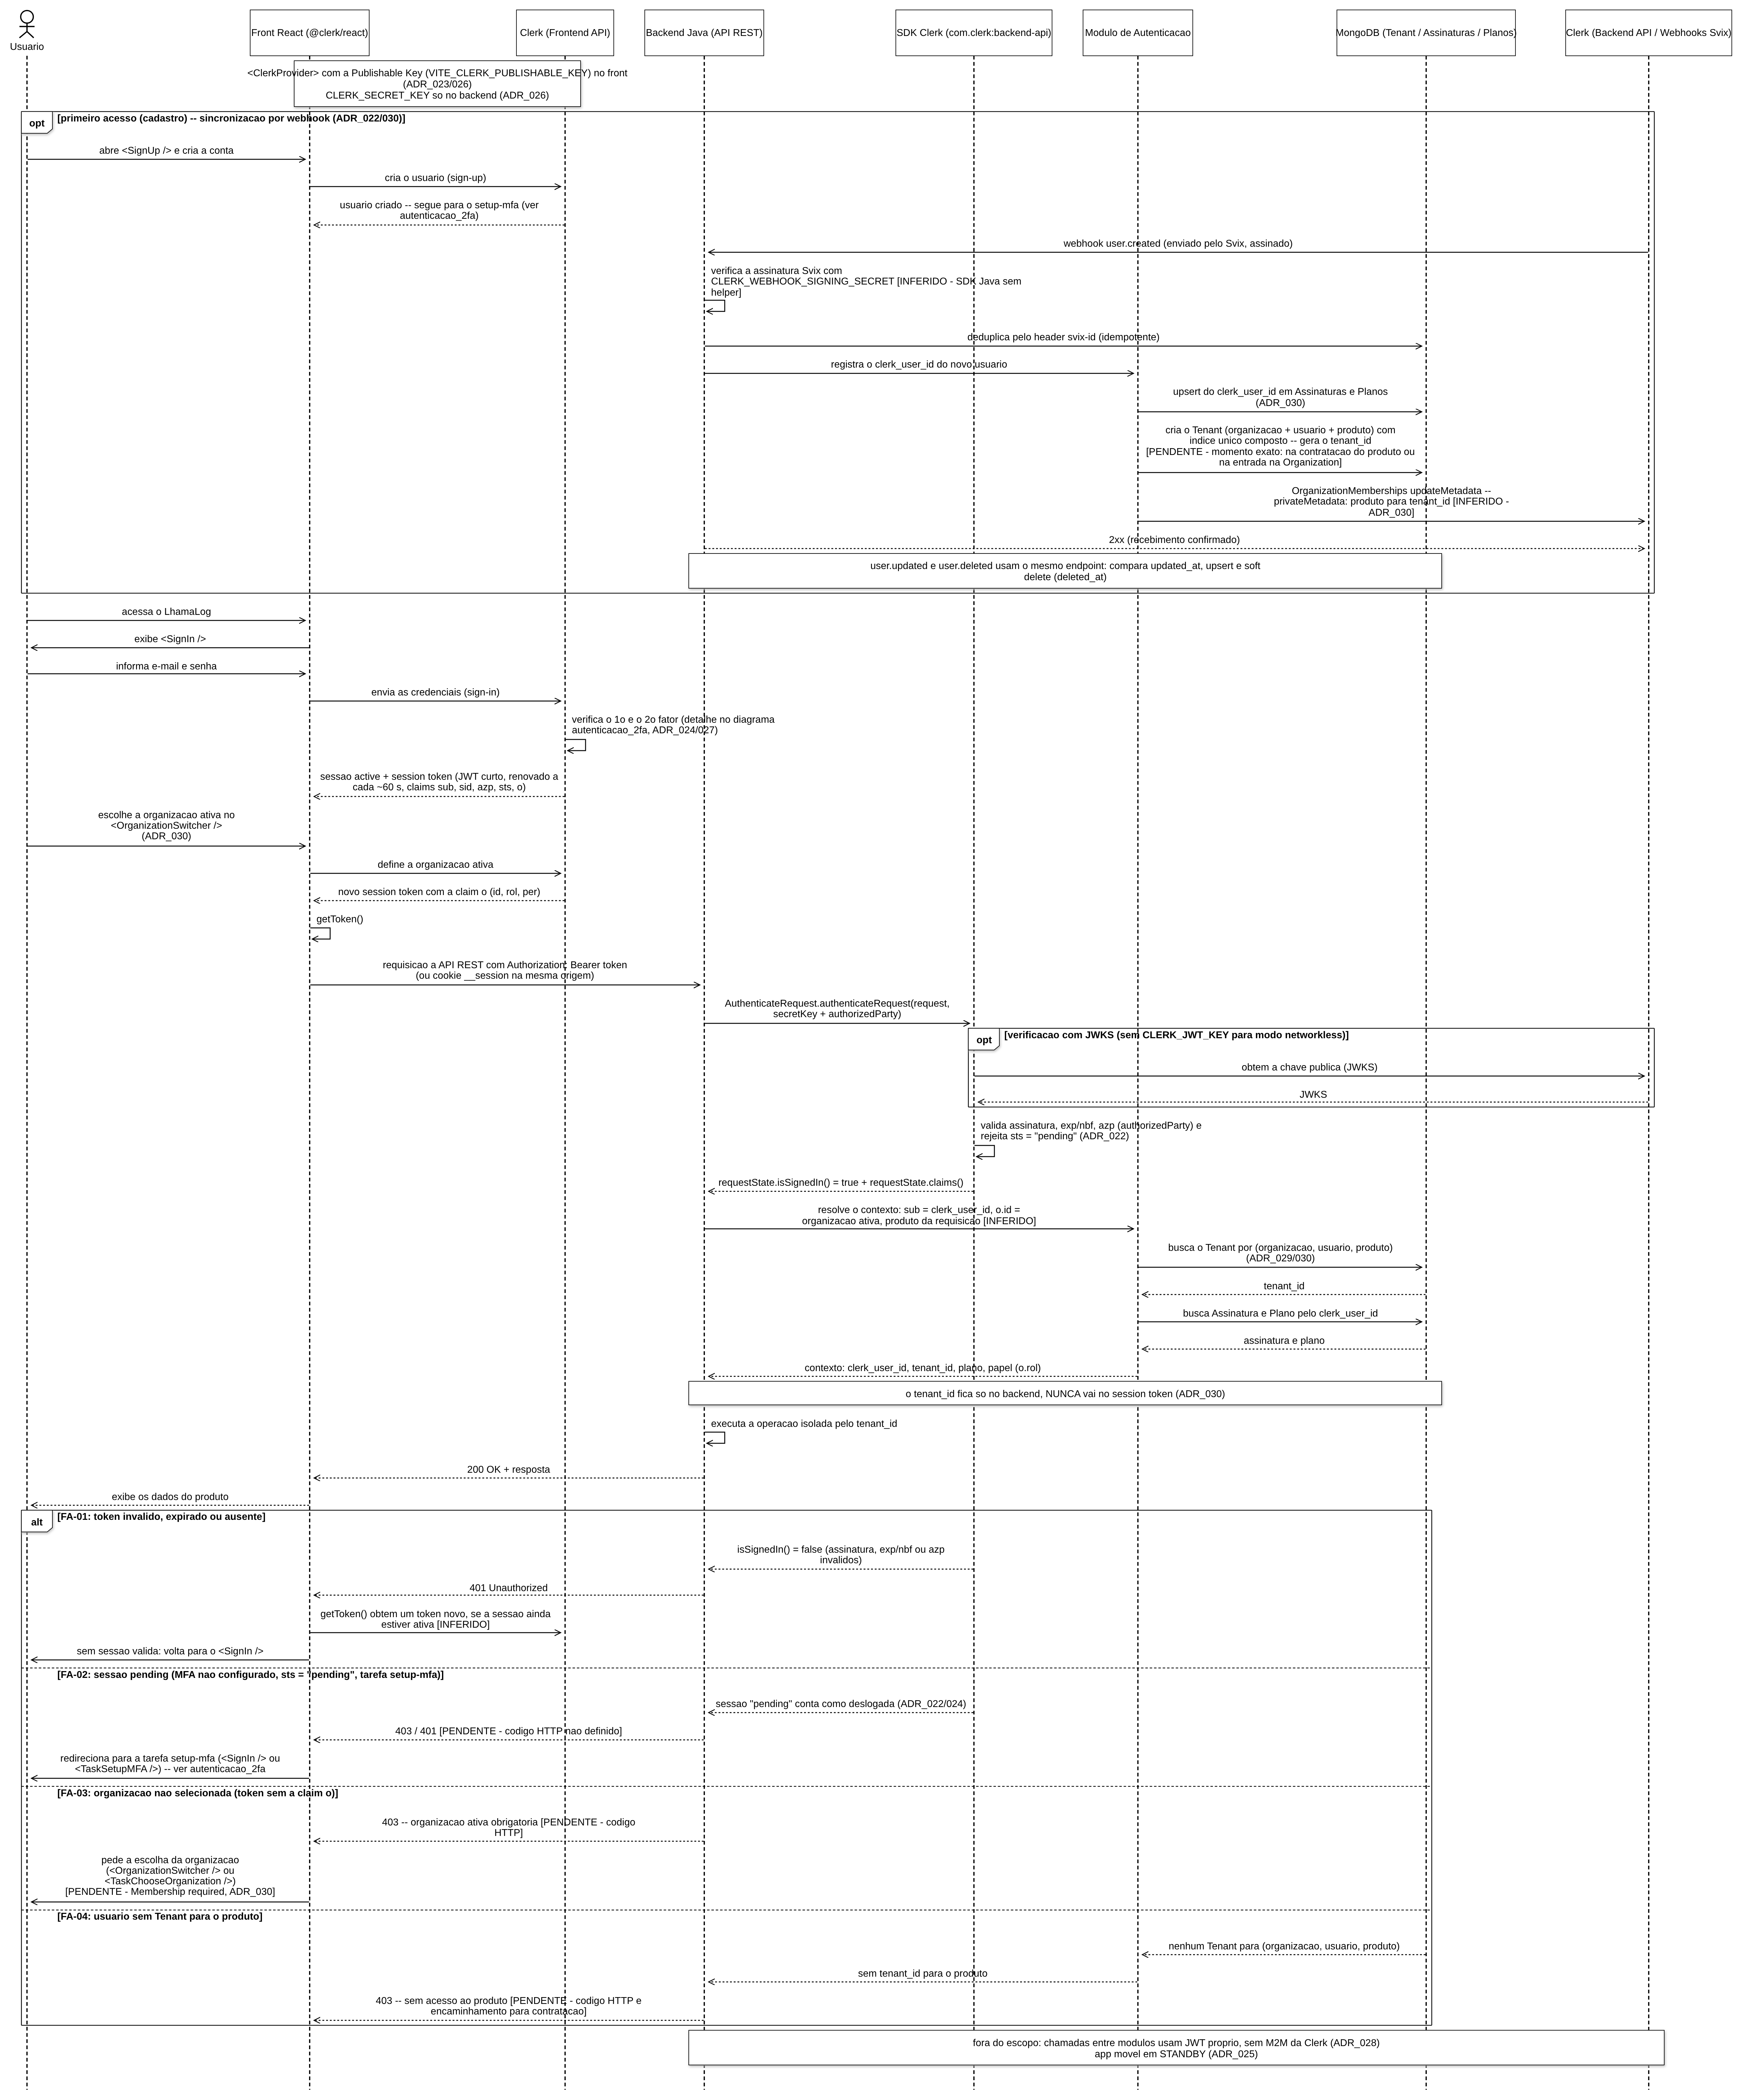 Usuario
Front React (@clerk/react)
Clerk (Frontend API)
Backend Java (API REST)
SDK Clerk (com.clerk:backend-api)
Modulo de Autenticacao
MongoDB (Tenant / Assinaturas / Planos)
Clerk (Backend API / Webhooks Svix)
<ClerkProvider> com a Publishable Key (VITE_CLERK_PUBLISHABLE_KEY) no front
(ADR_023/026)
CLERK_SECRET_KEY so no backend (ADR_026)
opt
[primeiro acesso (cadastro) -- sincronizacao por webhook (ADR_022/030)]
abre <SignUp /> e cria a conta
cria o usuario (sign-up)
usuario criado -- segue para o setup-mfa (ver
autenticacao_2fa)
webhook user.created (enviado pelo Svix, assinado)
verifica a assinatura Svix com
CLERK_WEBHOOK_SIGNING_SECRET [INFERIDO - SDK Java sem
helper]
deduplica pelo header svix-id (idempotente)
registra o clerk_user_id do novo usuario
upsert do clerk_user_id em Assinaturas e Planos
(ADR_030)
cria o Tenant (organizacao + usuario + produto) com
indice unico composto -- gera o tenant_id
[PENDENTE - momento exato: na contratacao do produto ou
na entrada na Organization]
OrganizationMemberships updateMetadata --
privateMetadata: produto para tenant_id [INFERIDO -
ADR_030]
2xx (recebimento confirmado)
user.updated e user.deleted usam o mesmo endpoint: compara updated_at, upsert e soft
delete (deleted_at)
acessa o LhamaLog
exibe <SignIn />
informa e-mail e senha
envia as credenciais (sign-in)
verifica o 1o e o 2o fator (detalhe no diagrama
autenticacao_2fa, ADR_024/027)
sessao active + session token (JWT curto, renovado a
cada ~60 s, claims sub, sid, azp, sts, o)
escolhe a organizacao ativa no
<OrganizationSwitcher />
(ADR_030)
define a organizacao ativa
novo session token com a claim o (id, rol, per)
getToken()
requisicao a API REST com Authorization: Bearer token
(ou cookie __session na mesma origem)
AuthenticateRequest.authenticateRequest(request,
secretKey + authorizedParty)
opt
[verificacao com JWKS (sem CLERK_JWT_KEY para modo networkless)]
obtem a chave publica (JWKS)
JWKS
valida assinatura, exp/nbf, azp (authorizedParty) e
rejeita sts = "pending" (ADR_022)
requestState.isSignedIn() = true + requestState.claims()
resolve o contexto: sub = clerk_user_id, o.id =
organizacao ativa, produto da requisicao [INFERIDO]
busca o Tenant por (organizacao, usuario, produto)
(ADR_029/030)
tenant_id
busca Assinatura e Plano pelo clerk_user_id
assinatura e plano
contexto: clerk_user_id, tenant_id, plano, papel (o.rol)
o tenant_id fica so no backend, NUNCA vai no session token (ADR_030)
executa a operacao isolada pelo tenant_id
200 OK + resposta
exibe os dados do produto
alt
[FA-01: token invalido, expirado ou ausente]
isSignedIn() = false (assinatura, exp/nbf ou azp
invalidos)
401 Unauthorized
getToken() obtem um token novo, se a sessao ainda
estiver ativa [INFERIDO]
sem sessao valida: volta para o <SignIn />
[FA-02: sessao pending (MFA nao configurado, sts = "pending", tarefa setup-mfa)]
sessao "pending" conta como deslogada (ADR_022/024)
403 / 401 [PENDENTE - codigo HTTP nao definido]
redireciona para a tarefa setup-mfa (<SignIn /> ou
<TaskSetupMFA />) -- ver autenticacao_2fa
[FA-03: organizacao nao selecionada (token sem a claim o)]
403 -- organizacao ativa obrigatoria [PENDENTE - codigo
HTTP]
pede a escolha da organizacao
(<OrganizationSwitcher /> ou
<TaskChooseOrganization />)
[PENDENTE - Membership required, ADR_030]
[FA-04: usuario sem Tenant para o produto]
nenhum Tenant para (organizacao, usuario, produto)
sem tenant_id para o produto
403 -- sem acesso ao produto [PENDENTE - codigo HTTP e
encaminhamento para contratacao]
fora do escopo: chamadas entre modulos usam JWT proprio, sem M2M da Clerk (ADR_028)
app movel em STANDBY (ADR_025)